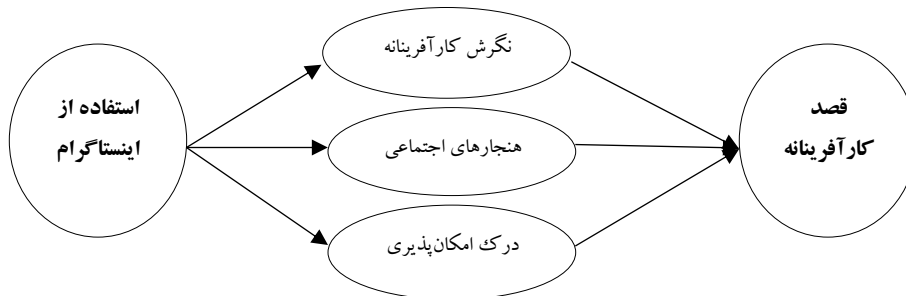 نگرش کارآفرینانه
قصد
کارآفرینانه
هنجارهای اجتماعی
استفاده از
اینستاگرام
درک امکان‌پذیری